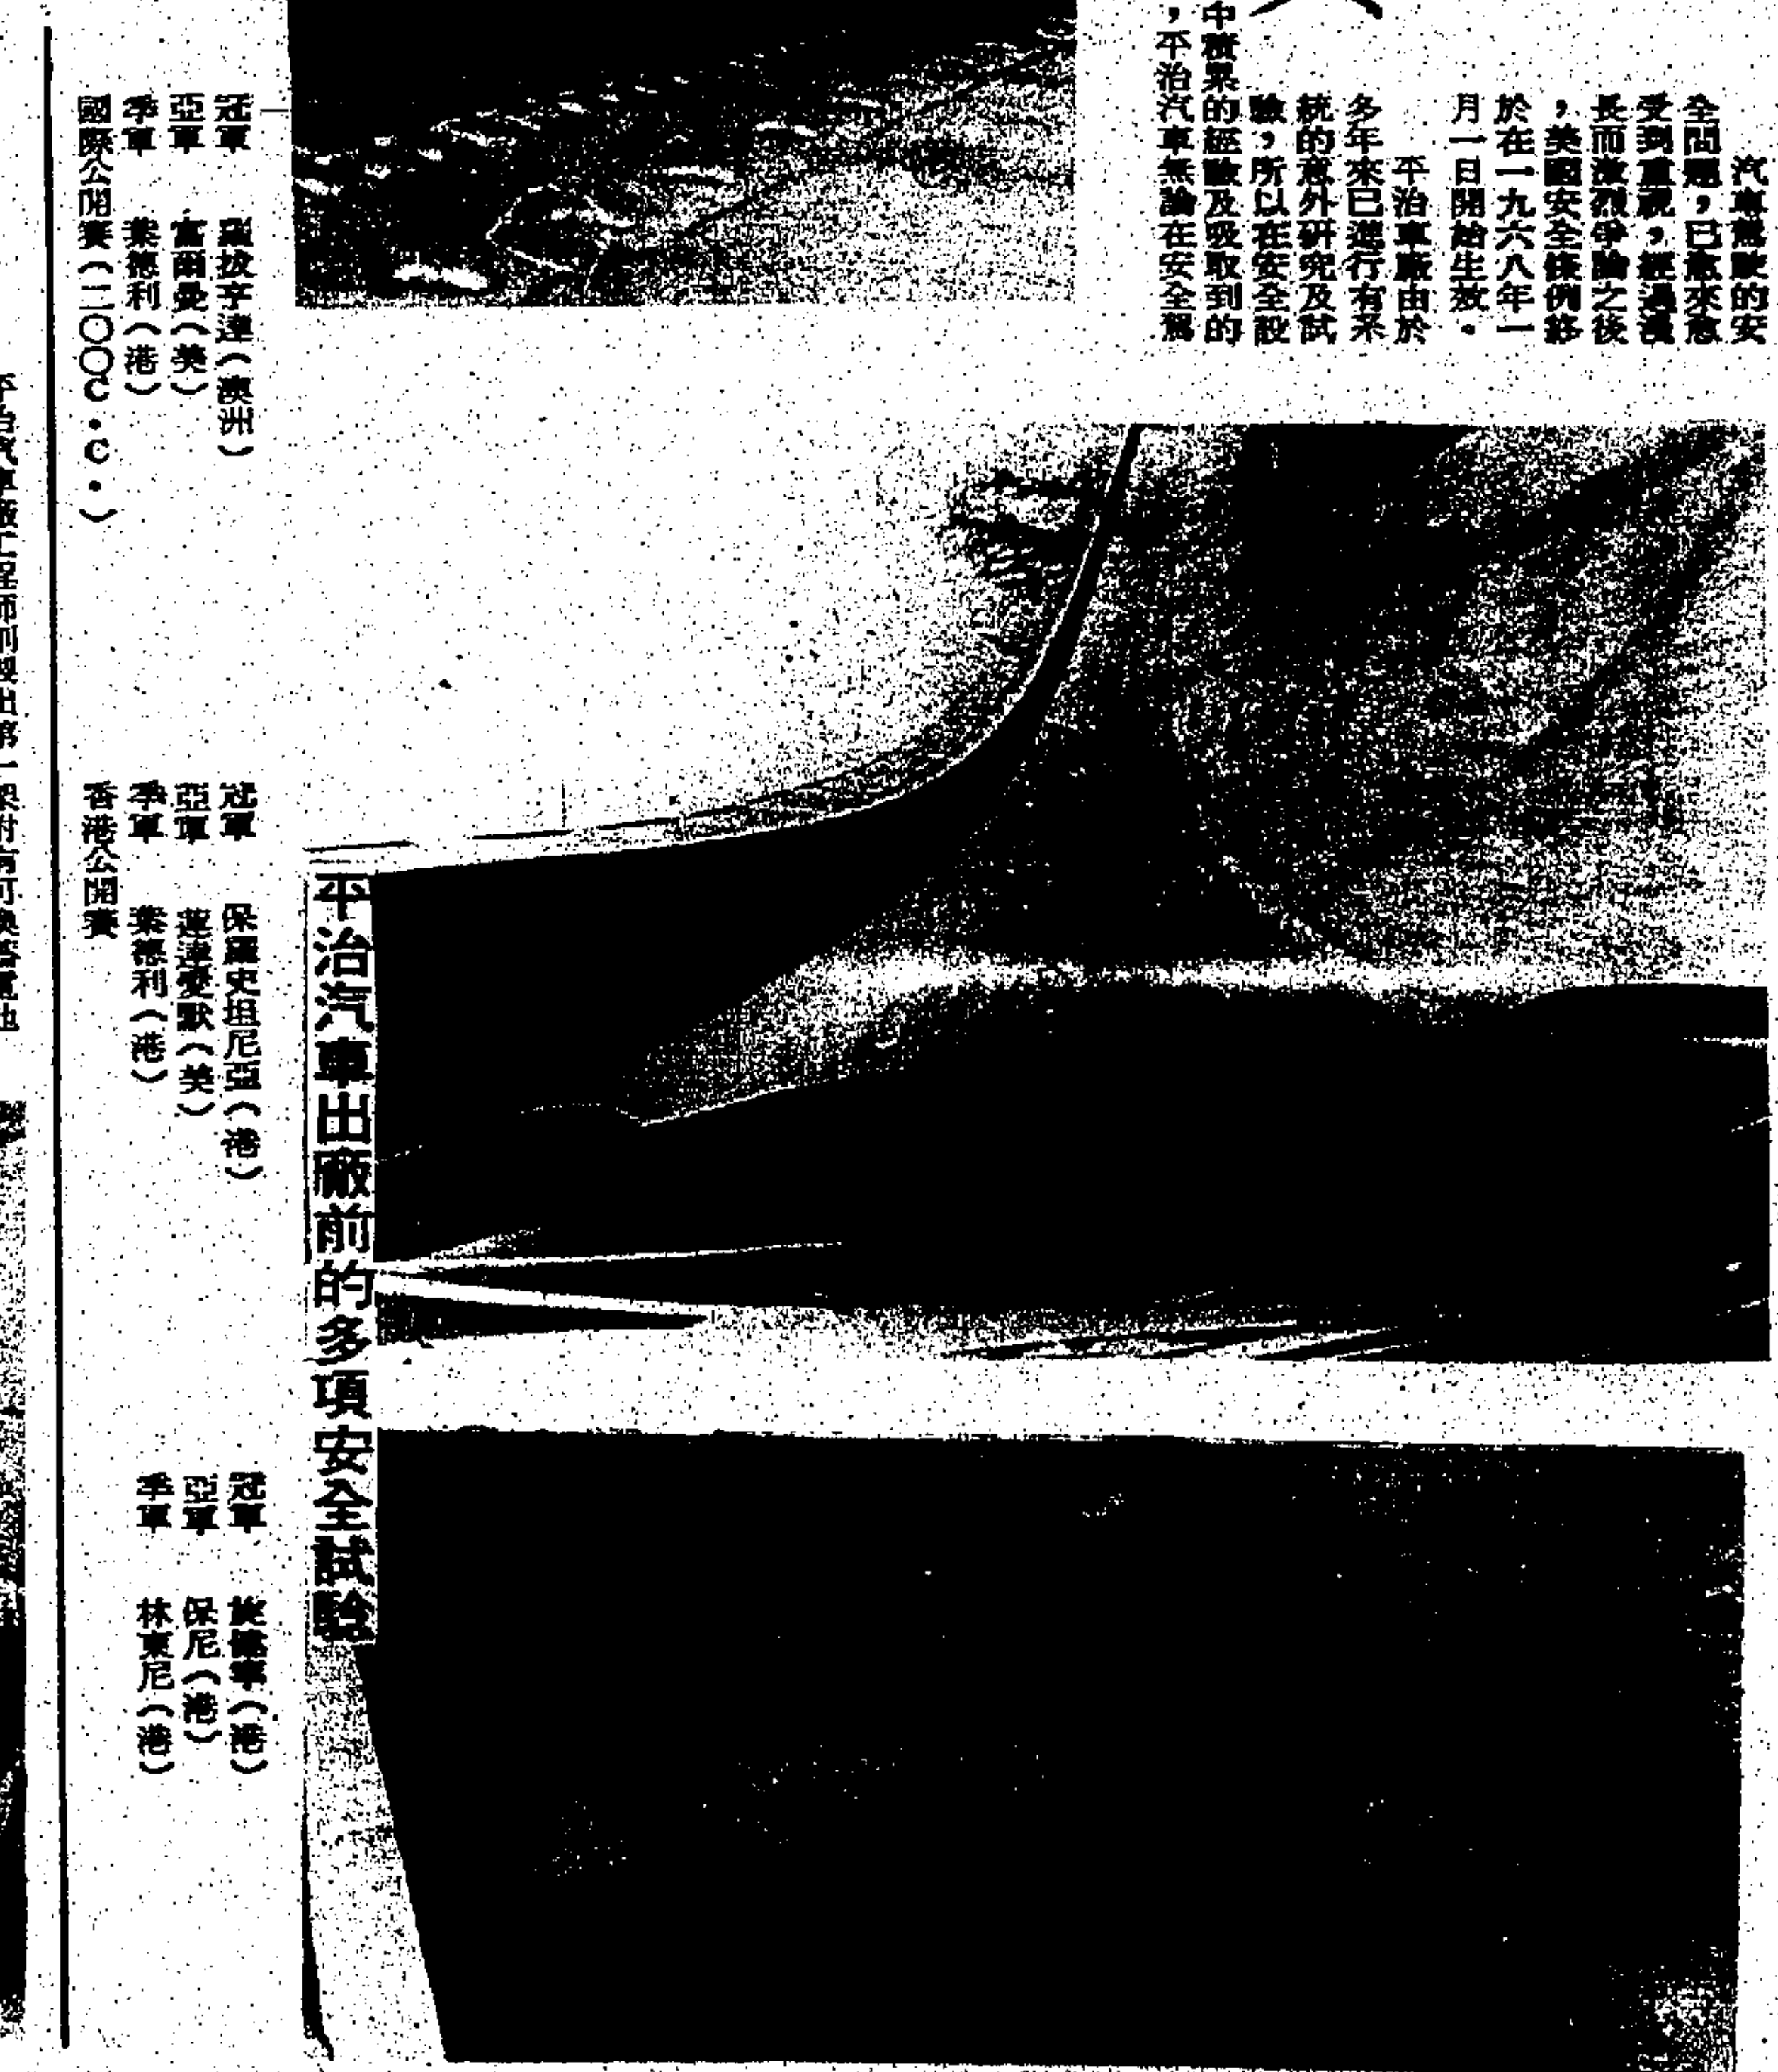 汽車駕駛的安
全問題，已愈來愈
受到重視，經過漫
長而激烈爭論之後
，美國安全條例將
於在一九六八年一
月一日開始生效。
平治車廠由於
多年來已進行有系
統的意外研究及試
驗，所以在安全設
中積累的經驗及吸取到的
，平治汽車無論在安全駕
平治汽車出廠前的多項安全試驗
冠軍 羅拔亨達（澳洲）
亞軍 富爾曼（美）
季軍 葉德利（港）
國際公開賽（二〇〇C．C．）
冠軍 保羅史坦尼亞（港）
亞軍 蓮達愛默（美）
季軍 葉德利（港）
香港公開賽
冠軍 （港）
亞軍 保尼（港）
季軍 林東尼（港）